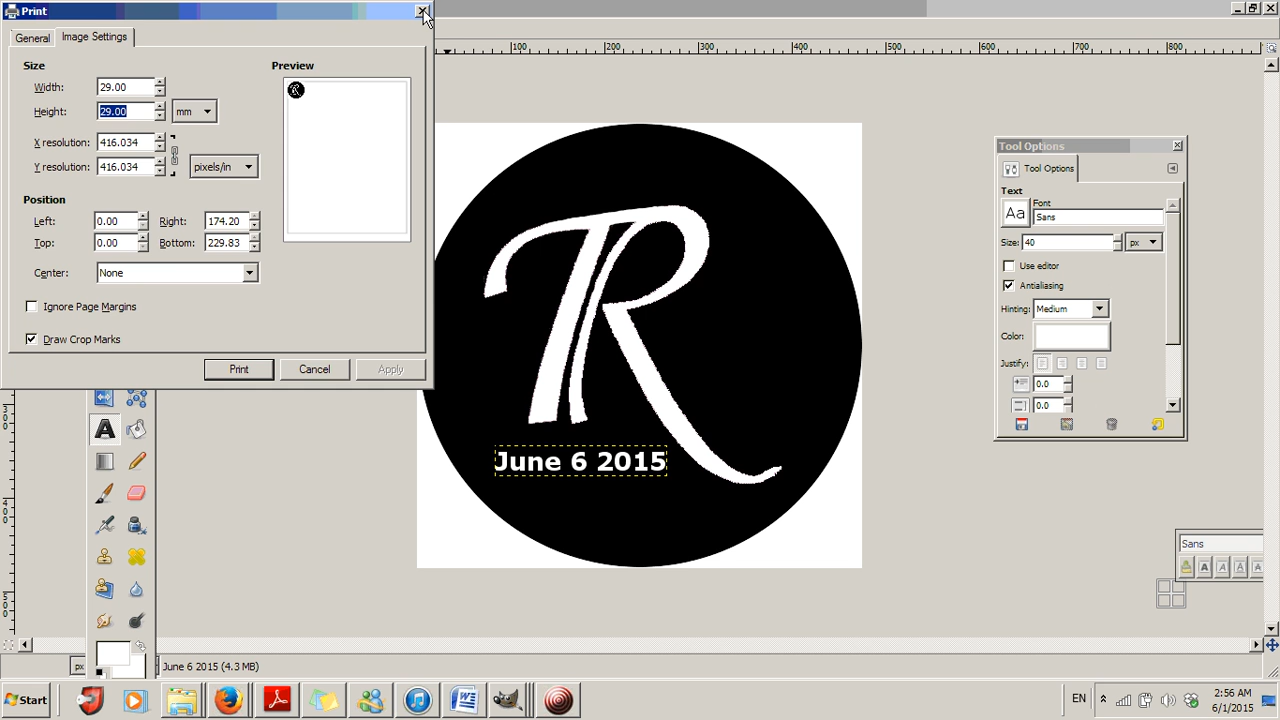 Print
General
Image Settings
Size
Preview
Width: 29.00
Height: 29.00 mm
X resolution: 416.034
Y resolution: 416.034 pixels/in
Position
Left: 0.00 Right: 174.20
Top: 0.00 Bottom: 229.83
Center: None
Ignore Page Margins
Draw Crop Marks
Print
Cancel
Apply
100 200 300 400 500 600 700 800
R
June 6 2015
Tool Options
Tool Options
Text
Aa
Font
Sans
Size: 40 px
Use editor
Antialiasing
Hinting: Medium
Color:
Justify:
0.0
0.0
Sans
A
300
400
500
px
June 6 2015 (4.3 MB)
Start
EN
2:56 AM
6/1/2015